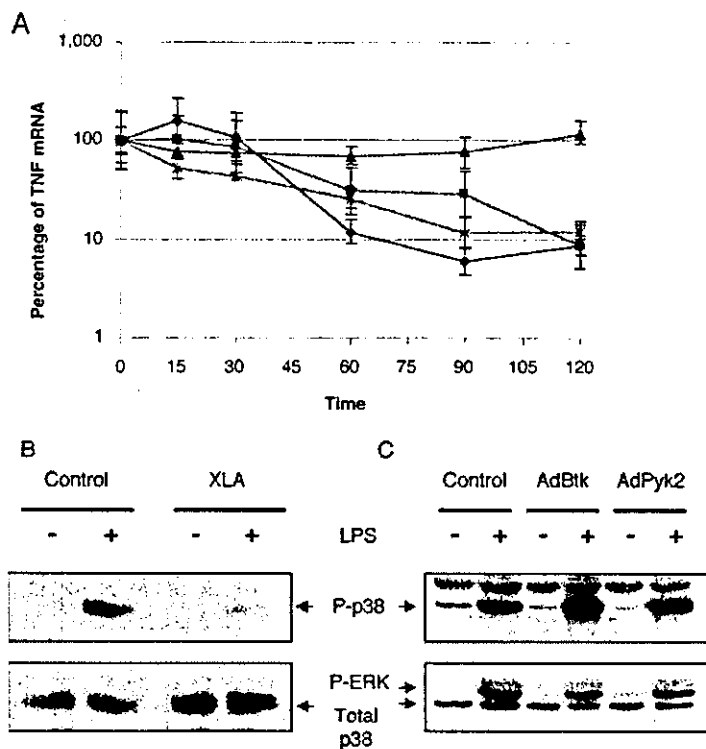 A
1,000
100
10
1
Percentage of TNF mRNA
0 15 30 45 60 75 90 105 120
Time
B
C
Control XLA
Control AdBtk AdPyk2
- + - + LPS - + - + - +
P-p38
P-ERK
Total
p38